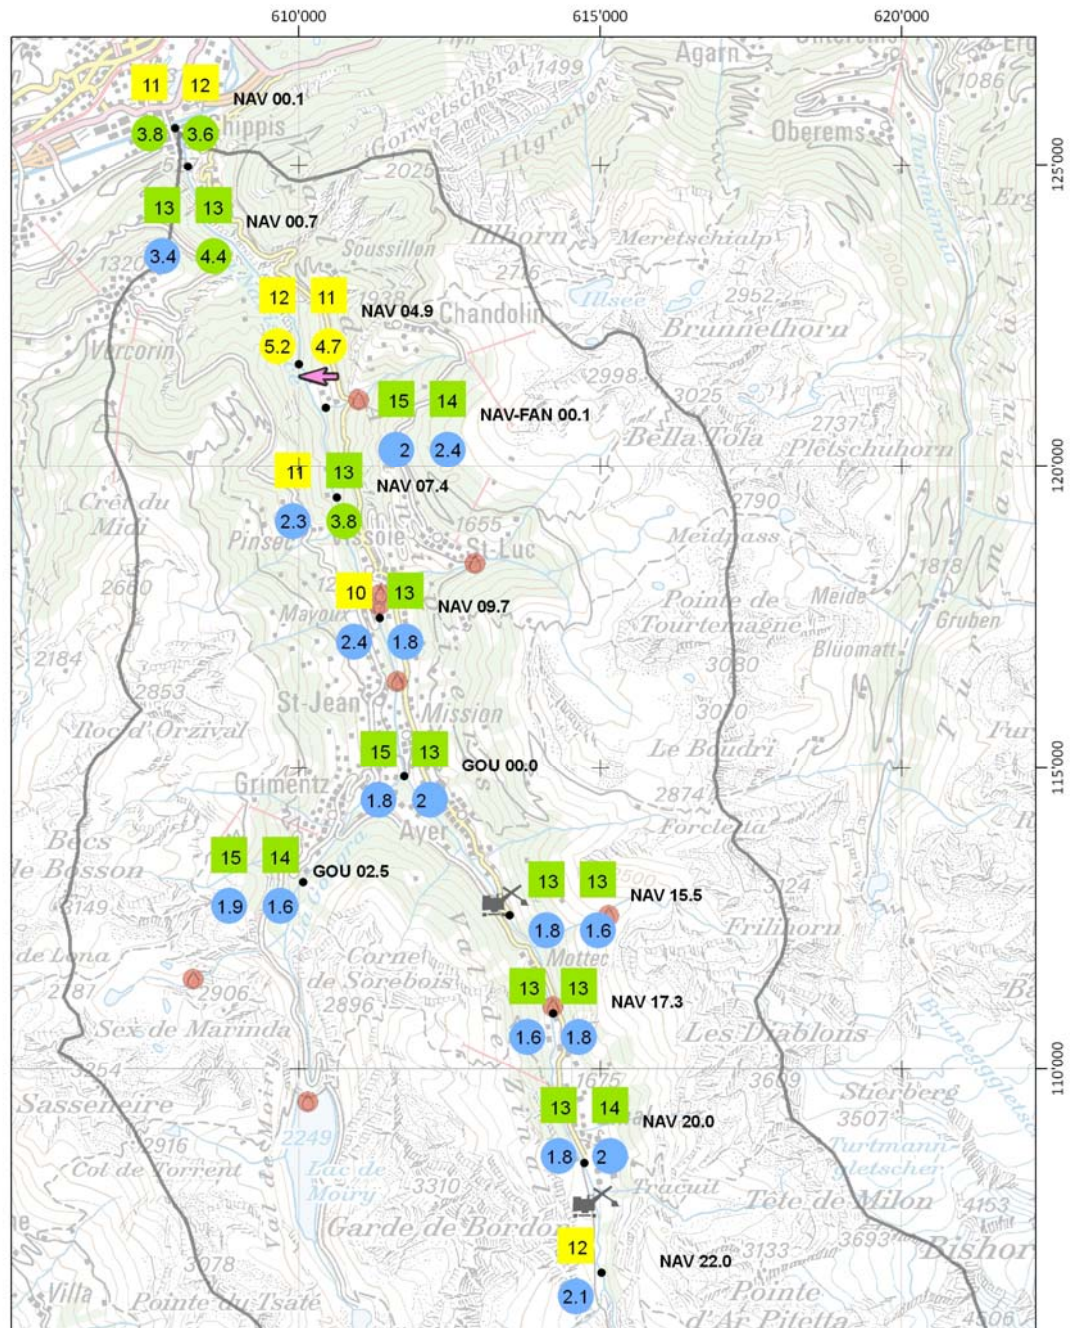 610'000 615'000 620'000
Agarn
1499
1086
11 12 NAV 00.1
Gorwetschgrat
Illgraben
3.8 3.6
Oberems
125'000
2025
Turtmänna
13 13 NAV 00.7
Illhorn
Meretschialp
Soussillon
3.4 4.4
1320
2716
Illsee
2952
12 11 NAV 04.9
Chandolin
Brunnethorn
Vercorin
5.2 4.7
2998
3025
15 14 NAV-FAN 00.1
2737
Bella Tola
Pletschuhorn
2 2.4
120'000
11 13 NAV 07.4
Crêt du
Midi
2790
2.3 3.8
Pinsec
1655
St-Luc
Meidpass
1818
2660
10 13 NAV 09.7
Mayoux
Pointe de
Tourtemagne
Meide
Gruben
2.4 1.8
Blüomatt
2184
3080
2853
St-Jean
Mission
3070
Roc d'Orzival
Le Boudri
15 13 GOU 00.0
115'000
Grimentz
1.8 2
2874
Ayer
Forcletta
Becs
de Bosson
15 14 GOU 02.5
13 13 NAV 15.5
3149
1.9 1.6
1.8 1.6
Frilihorn
de Lona
Cornet
de Sorebois
Mottec
2781
2906
2896
13 13 NAV 17.3
Sex de Marinda
Les Diablons
1.6 1.8
110'000
1675
Sasseneire
13 14 NAV 20.0
Stierberg
3507
2916
2249
Turtmann-
gletscher
Col de Torrent
Lac de
Moiry
1.8 2
3310
Tracuit
Tête de Milon
4153
Garde de Bordon
3693
12 NAV 22.0
3133
Bishor
3078
Villa
Pointe du Tsaté
2.1
Pointe
d'Ar Pitetta
4506